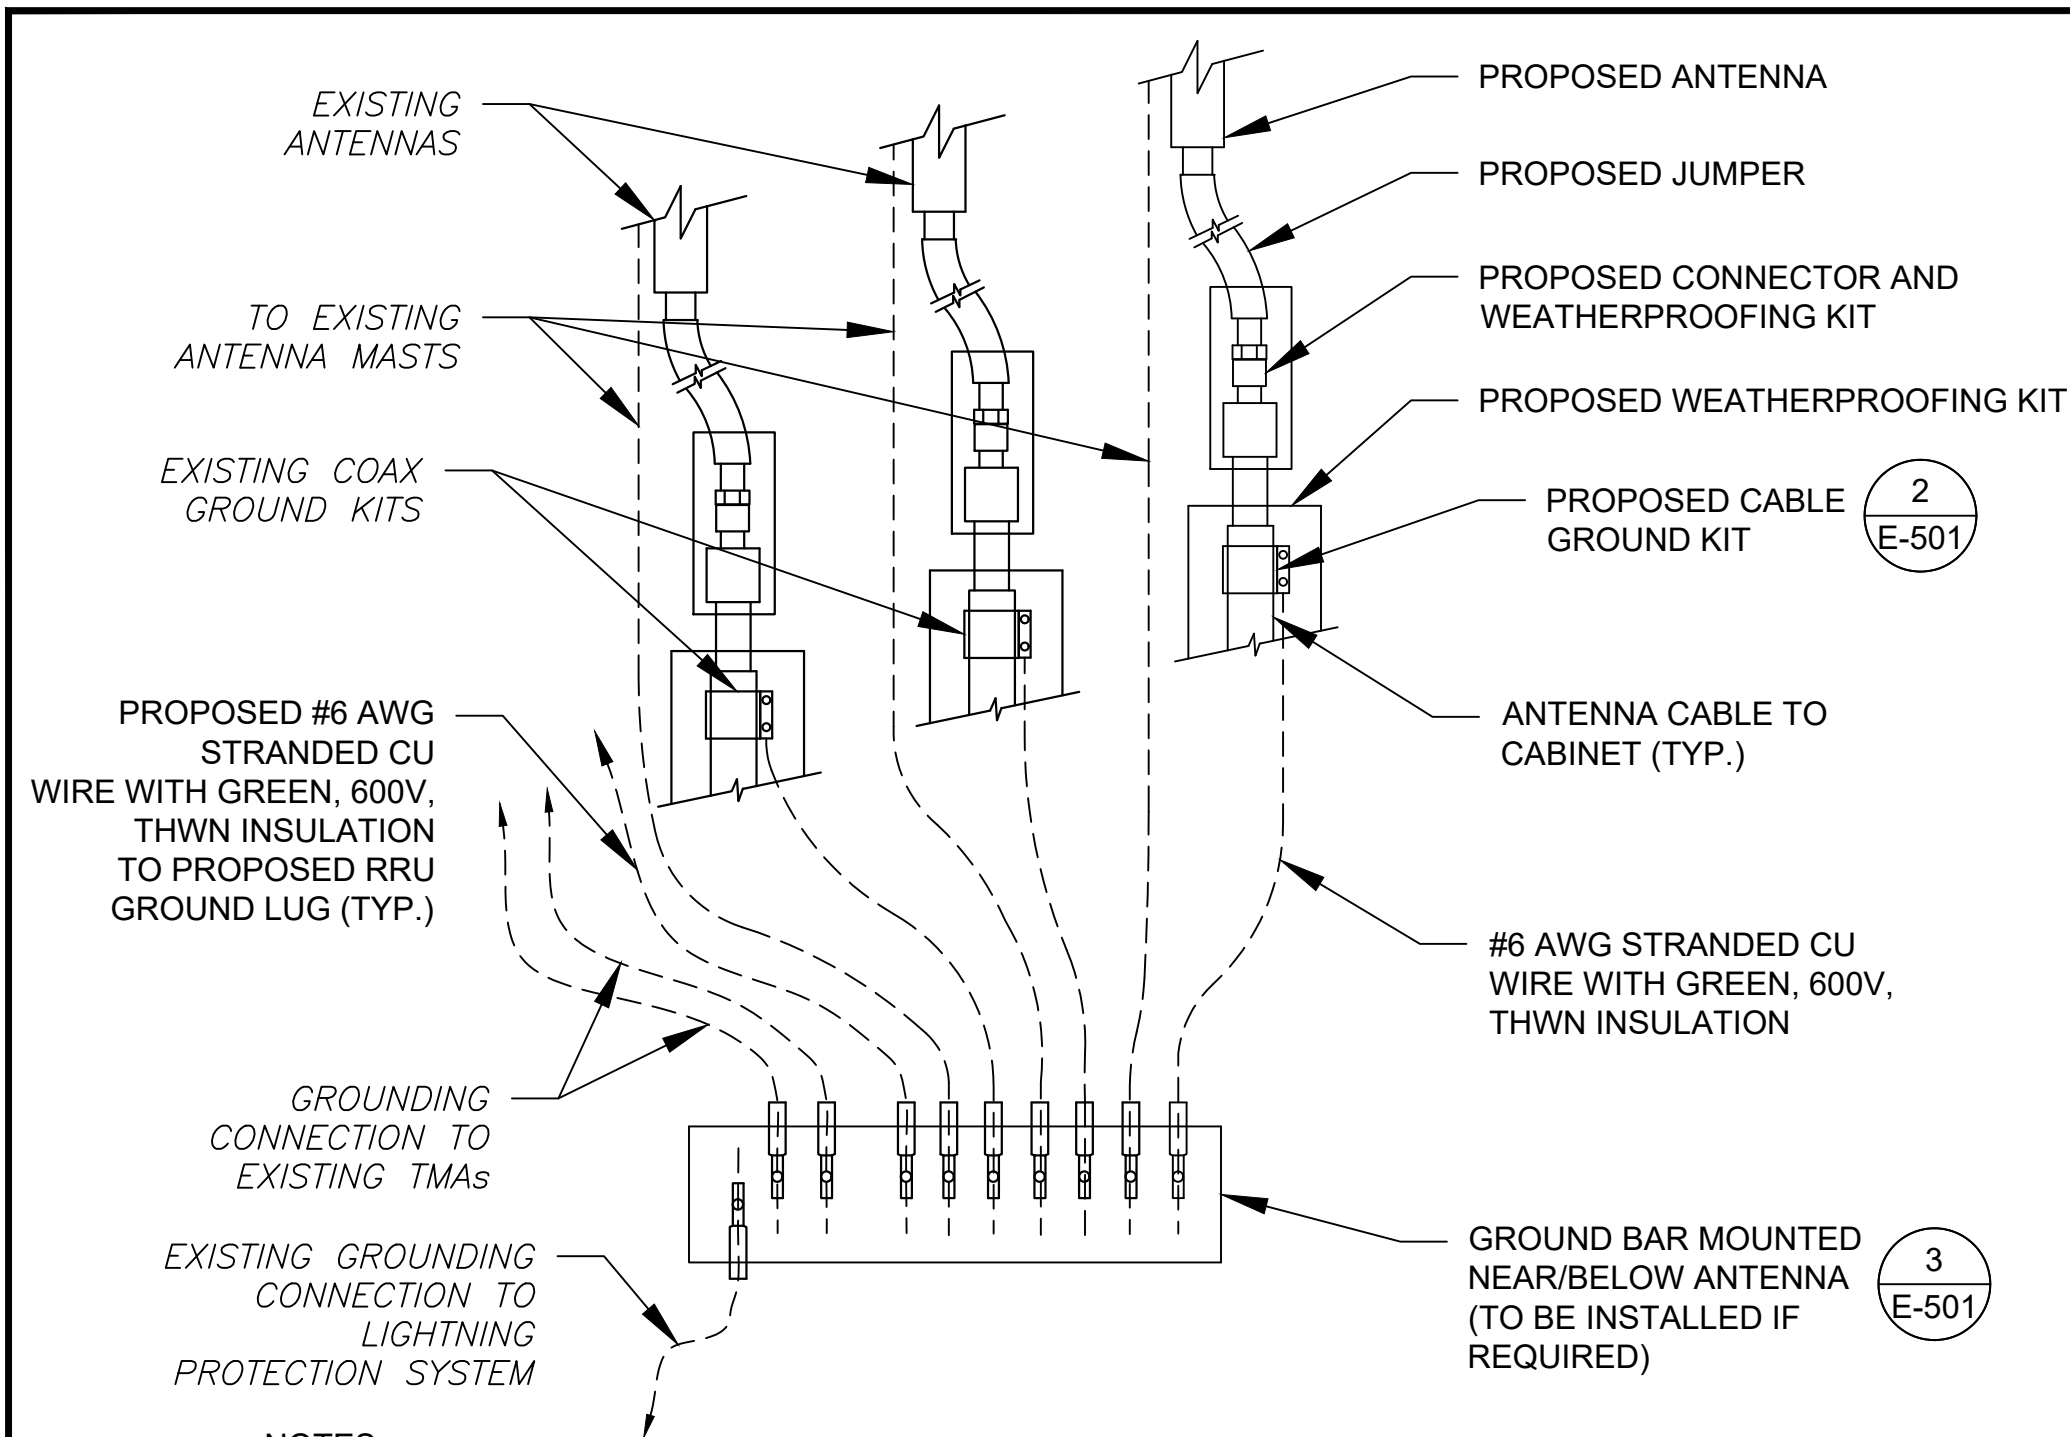 EXISTING
ANTENNAS
TO EXISTING
ANTENNA MASTS
EXISTING COAX
GROUND KITS
PROPOSED #6 AWG
STRANDED CU
WIRE WITH GREEN, 600V,
THWN INSULATION
TO PROPOSED RRU
GROUND LUG (TYP.)
GROUNDING
CONNECTION TO
EXISTING TMAs
EXISTING GROUNDING
CONNECTION TO
LIGHTNING
PROTECTION SYSTEM
NOTES
PROPOSED ANTENNA
PROPOSED JUMPER
PROPOSED CONNECTOR AND
WEATHERPROOFING KIT
PROPOSED WEATHERPROOFING KIT
PROPOSED CABLE
GROUND KIT
2
E-501
ANTENNA CABLE TO
CABINET (TYP.)
#6 AWG STRANDED CU
WIRE WITH GREEN, 600V,
THWN INSULATION
GROUND BAR MOUNTED
NEAR/BELOW ANTENNA
(TO BE INSTALLED IF
REQUIRED)
3
E-501